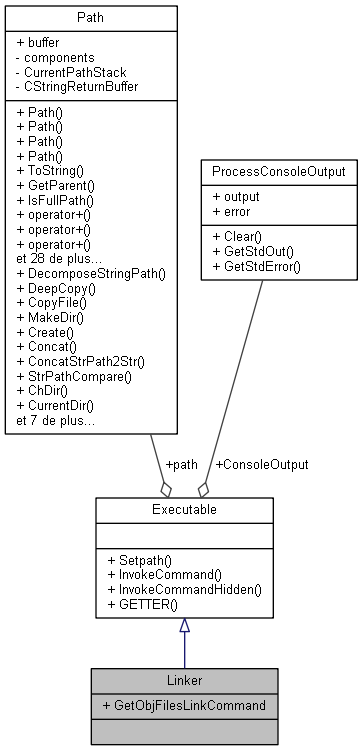 Path
+ buffer
- components
- CurrentPathStack
- CStringReturnBuffer
+ Path()
+ Path()
+ Path()
+ Path()
+ ToString()
+ GetParent()
+ IsFullPath()
+ operator+()
+ operator+()
+ operator+()
et 28 de plus...
+ DecomposeStringPath()
+ DeepCopy()
+ CopyFile()
+ MakeDir()
+ Create()
+ Concat()
+ ConcatStrPath2Str()
+ StrPathCompare()
+ ChDir()
+ CurrentDir()
et 7 de plus...
ProcessConsoleOutput
+ output
+ error
+ Clear()
+ GetStdOut()
+ GetStdError()
+path
+ConsoleOutput
Executable
+ Setpath()
+ InvokeCommand()
+ InvokeCommandHidden()
+ GETTER()
Linker
+ GetObjFilesLinkCommand